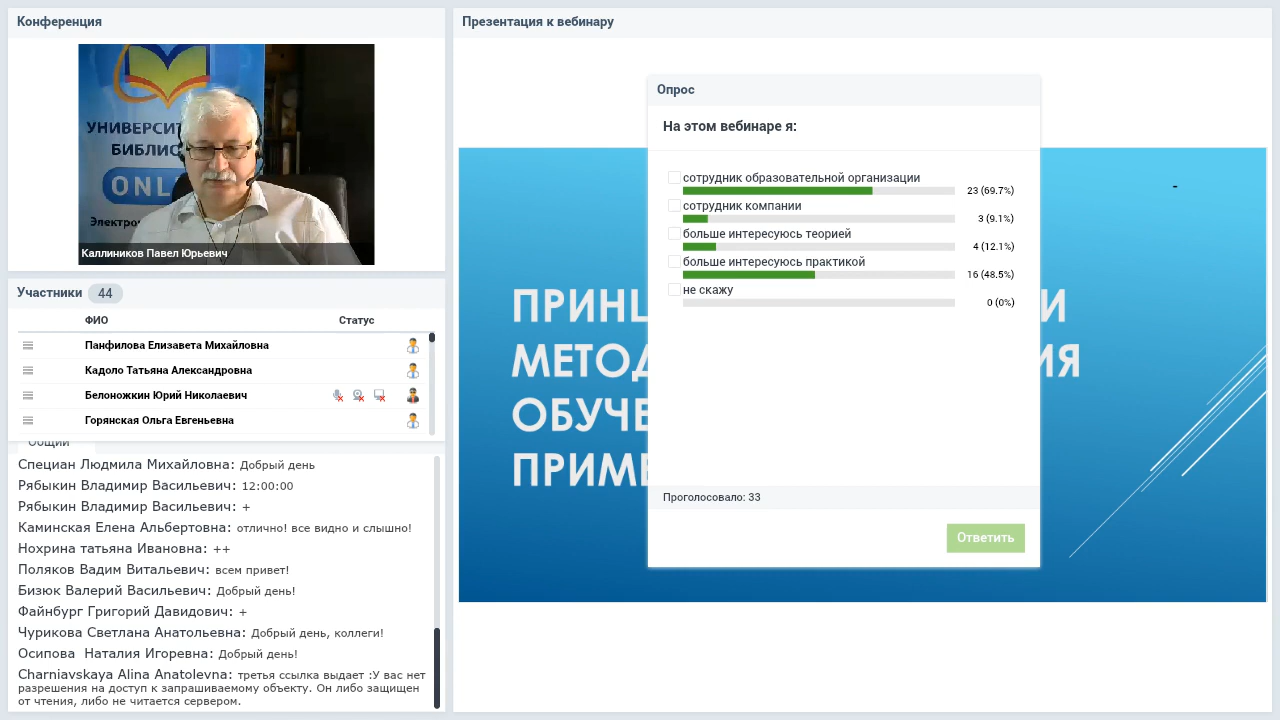 Конференция
УНИВЕРСИТ
БИБЛИО
ONL
Электро
Каллиников Павел Юрьевич
Участники 44
ФИО Статус
Панфилова Елизавета Михайловна
Кадоло Татьяна Александровна
Белоножкин Юрий Николаевич
Горянская Ольга Евгеньевна
Общий
Специан Людмила Михайловна: Добрый день
Рябыкин Владимир Васильевич: 12:00:00
Рябыкин Владимир Васильевич: +
Каминская Елена Альбертовна: отлично! все видно и слышно!
Нохрина татьяна Ивановна: ++
Поляков Вадим Витальевич: всем привет!
Бизюк Валерий Васильевич: Добрый день!
Файнбург Григорий Давидович: +
Чурикова Светлана Анатольевна: Добрый день, коллеги!
Осипова Наталия Игоревна: Добрый день!
Charniavskaya Alina Anatolevna: третья ссылка выдает :У вас нет
разрешения на доступ к запрашиваемому объекту. Он либо защищен
от чтения, либо не читается сервером.
Презентация к вебинару
Опрос
На этом вебинаре я:
сотрудник образовательной организации
23 (69.7%)
сотрудник компании
3 (9.1%)
больше интересуюсь теорией
4 (12.1%)
больше интересуюсь практикой
16 (48.5%)
не скажу
0 (0%)
Проголосовало: 33
Ответить
ПРИНЦ И
МЕТОД ИЯ
ОБУЧЕ
ПРИМЕ